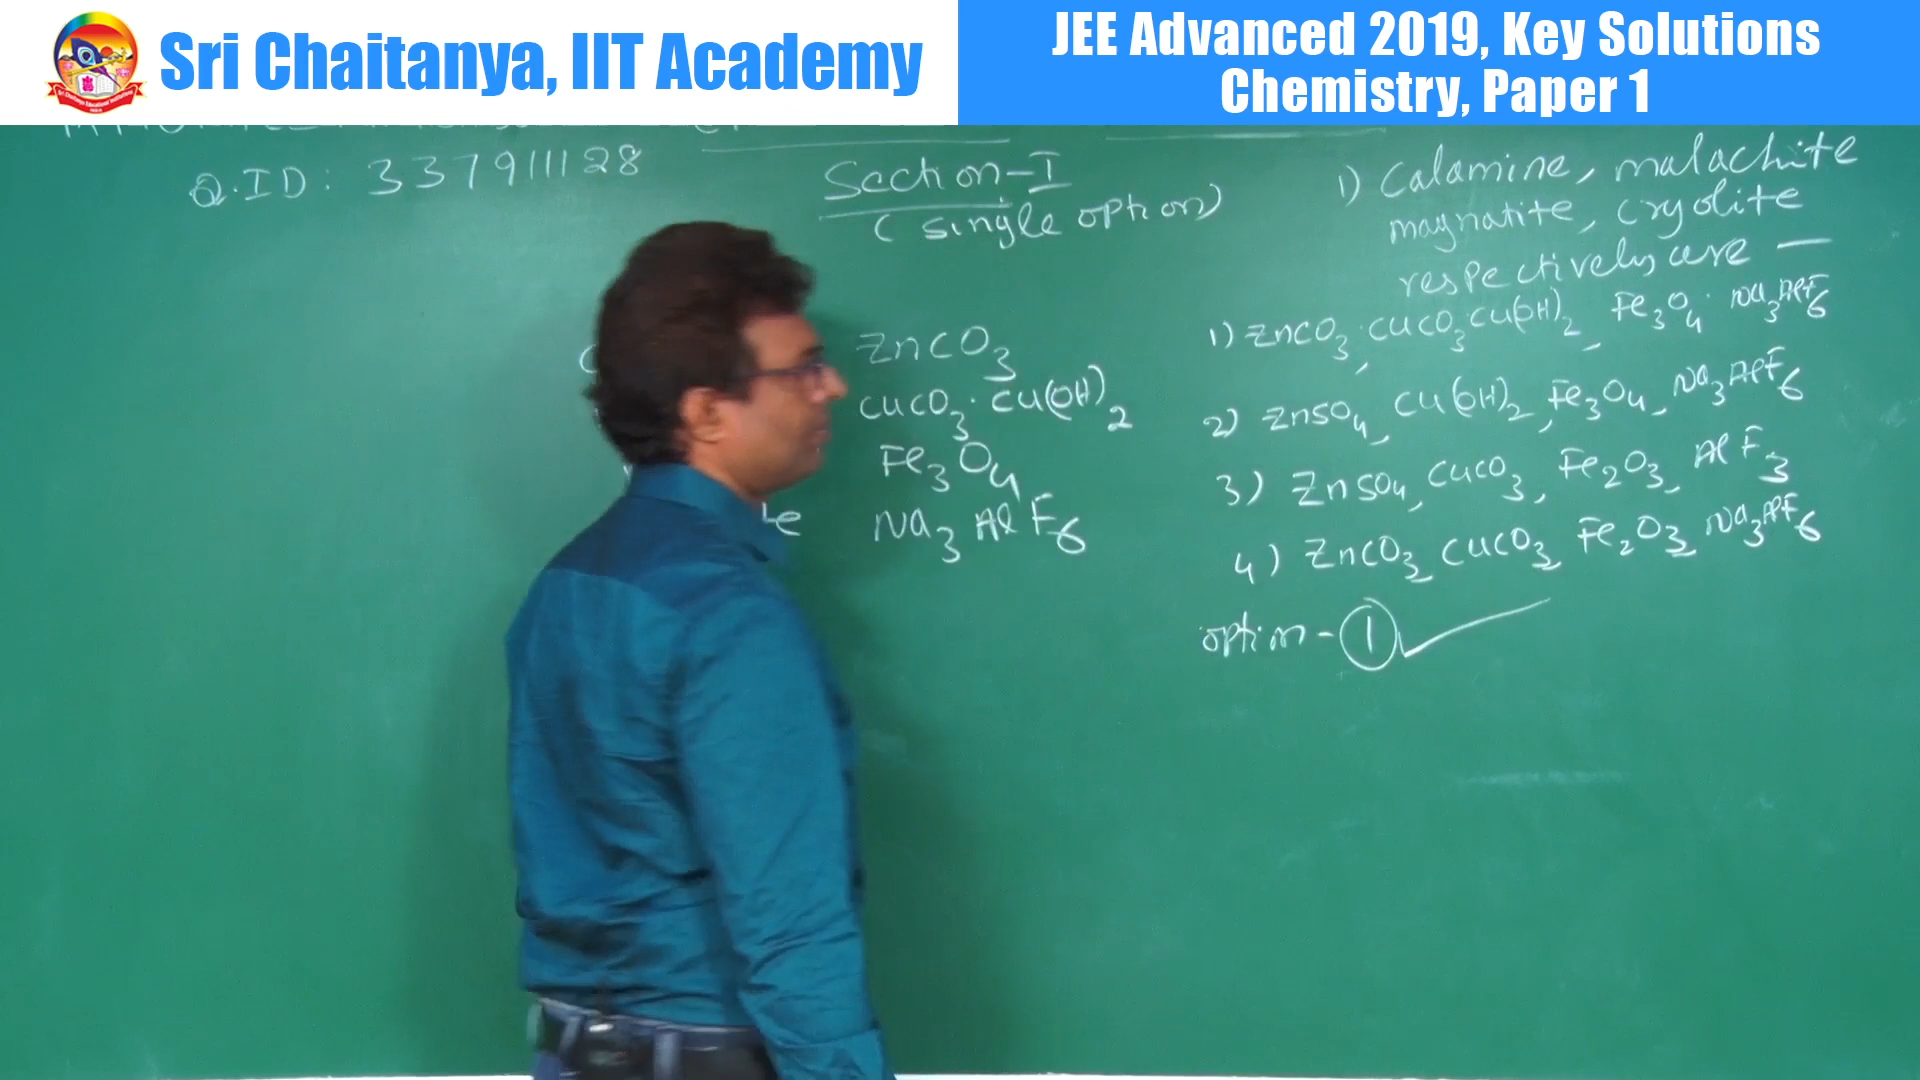 Sri Chaitanya, IIT Academy
JEE Advanced 2019, Key Solutions
Chemistry, Paper 1
Q.ID: 337911128
Section-I
(single option)
ZnCO3
CuCO3.Cu(OH)2
Fe3O4
Na3AlF6
1) Calamine, malachite
magnatite, cryolite
respectively are —
1) ZnCO3, CuCO3.Cu(OH)2, Fe3O4, Na3AlF6
2) ZnSO4, Cu(OH)2, Fe3O4, Na3AlF6
3) ZnSO4, CuCO3, Fe2O3, AlF3
4) ZnCO3, CuCO3, Fe2O3, Na3AlF6
option - 1